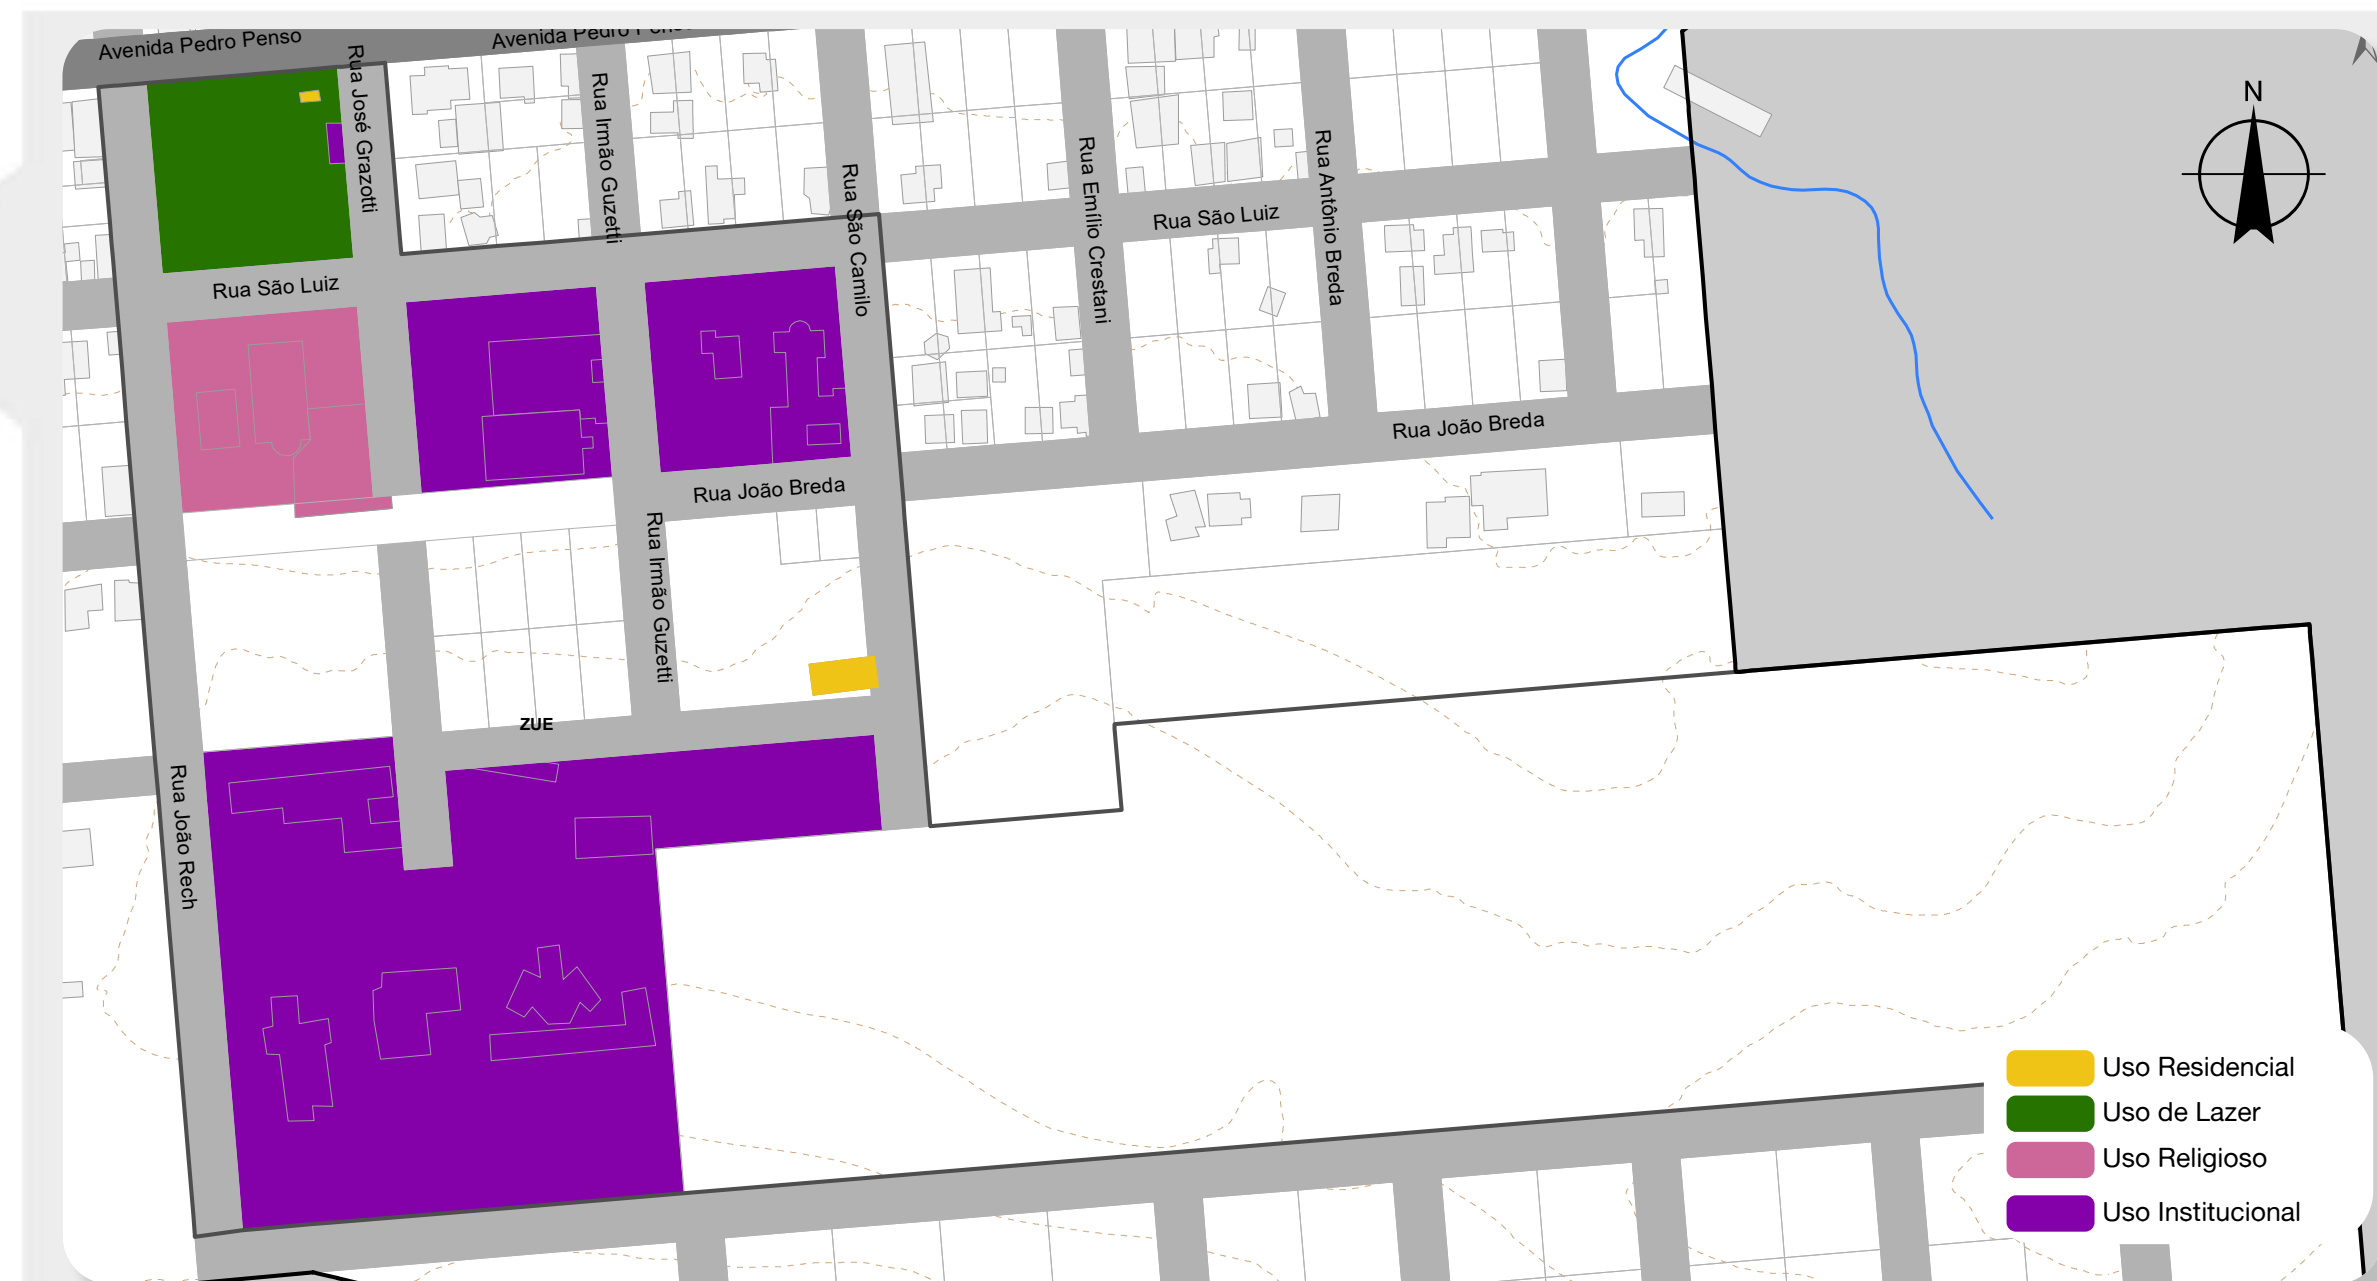 Avenida Pedro Penso
Avenida Pedro Penso
Rua José Grazotti
Rua Irmão Guzetti
Rua São Camilo
Rua Emílio Crestani
Rua Antônio Breda
N
Rua São Luiz
Rua São Luiz
Rua João Breda
Rua João Breda
Rua Irmão Guzetti
ZUE
Rua João Rech
Uso Residencial
Uso de Lazer
Uso Religioso
Uso Institucional